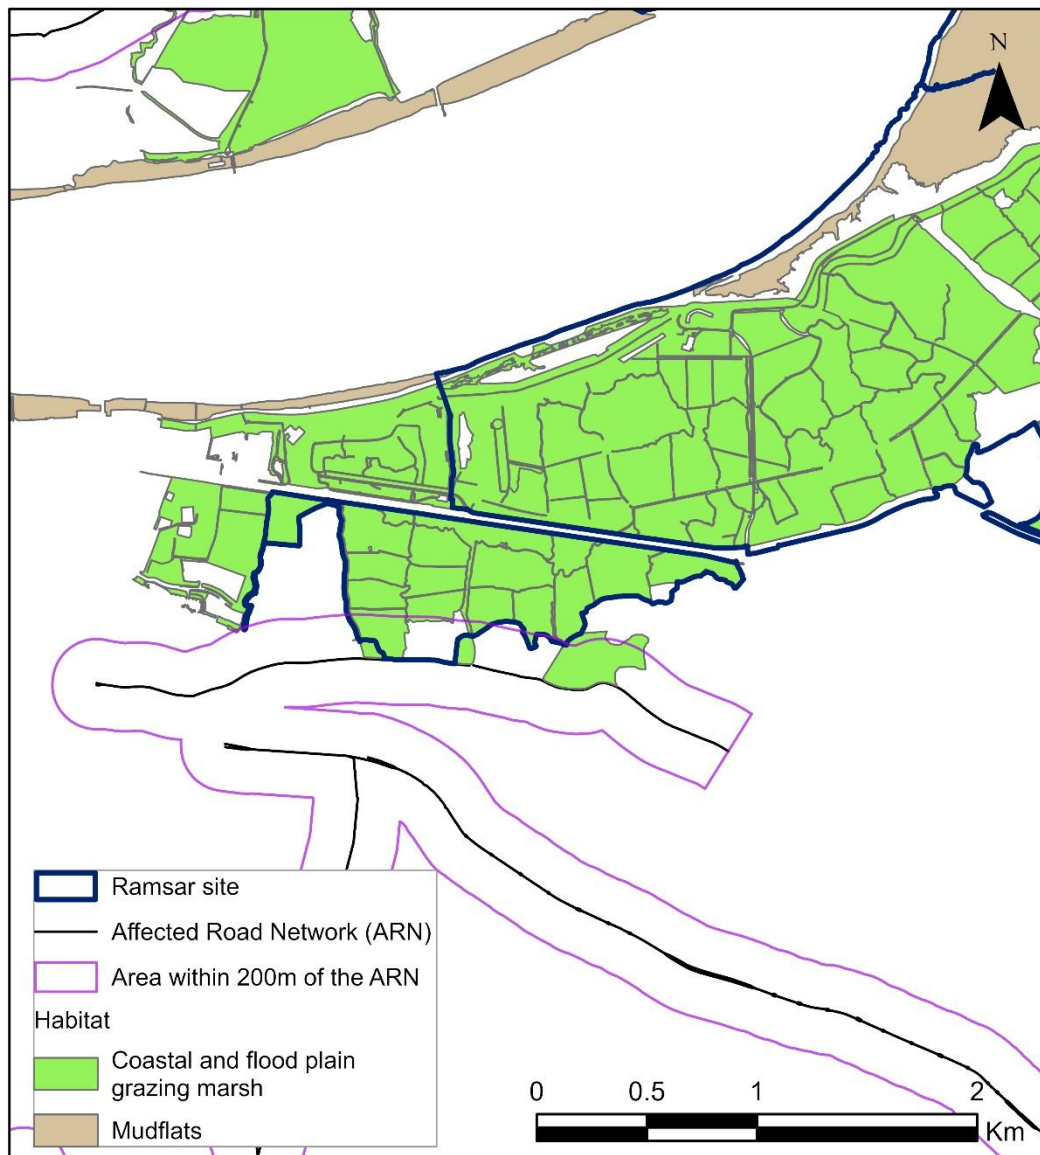 N
Ramsar site
Affected Road Network (ARN)
Area within 200m of the ARN
Habitat
Coastal and flood plain
grazing marsh
Mudflats
0 0.5 1 2
Km